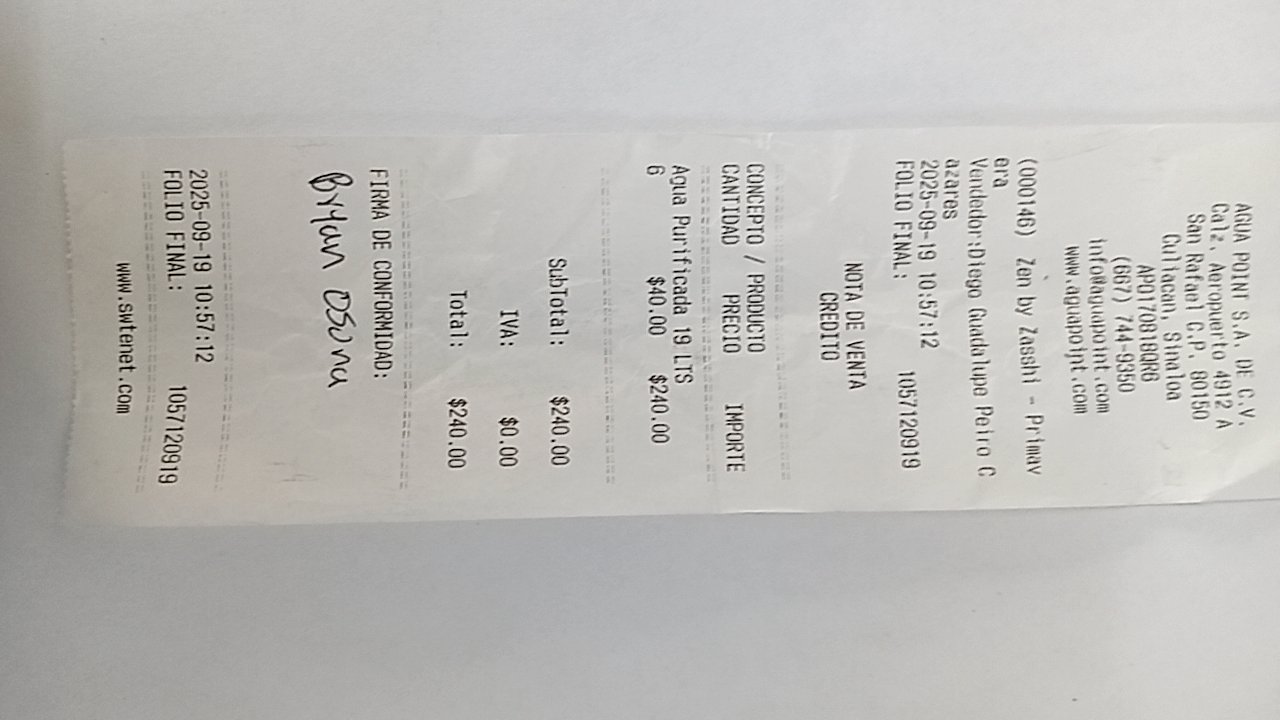 AGUA POINT S.A. DE C.V.
Calz. Aeropuerto 4912 A
San Rafael C.P. 80150
Culiacan, Sinaloa
APO170818QR6
(667) 744-9350
info@aguapoint.com
www.aguapoint.com
(000146) Zen by Zasshi - Primav
era
Vendedor:Diego Guadalupe Peiro C
azares
2025-09-19 10:57:12
FOLIO FINAL: 1057120919
NOTA DE VENTA
CREDITO
CONCEPTO / PRODUCTO
CANTIDAD PRECIO IMPORTE
Agua Purificada 19 LTS
6 $40.00 $240.00
SubTotal: $240.00
IVA: $0.00
Total: $240.00
FIRMA DE CONFORMIDAD:
Bryan Osuna
2025-09-19 10:57:12
FOLIO FINAL: 1057120919
www.swtenet.com